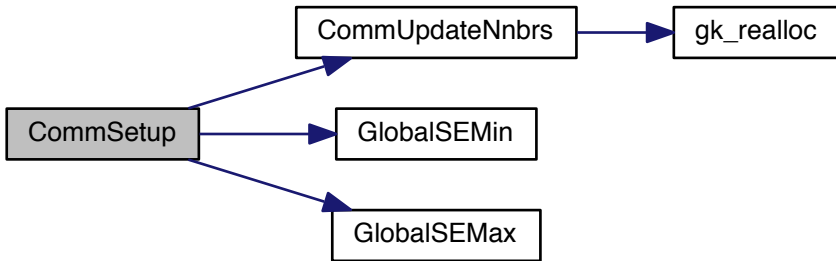 CommUpdateNnbrs
gk_realloc
CommSetup
GlobalSEMin
GlobalSEMax